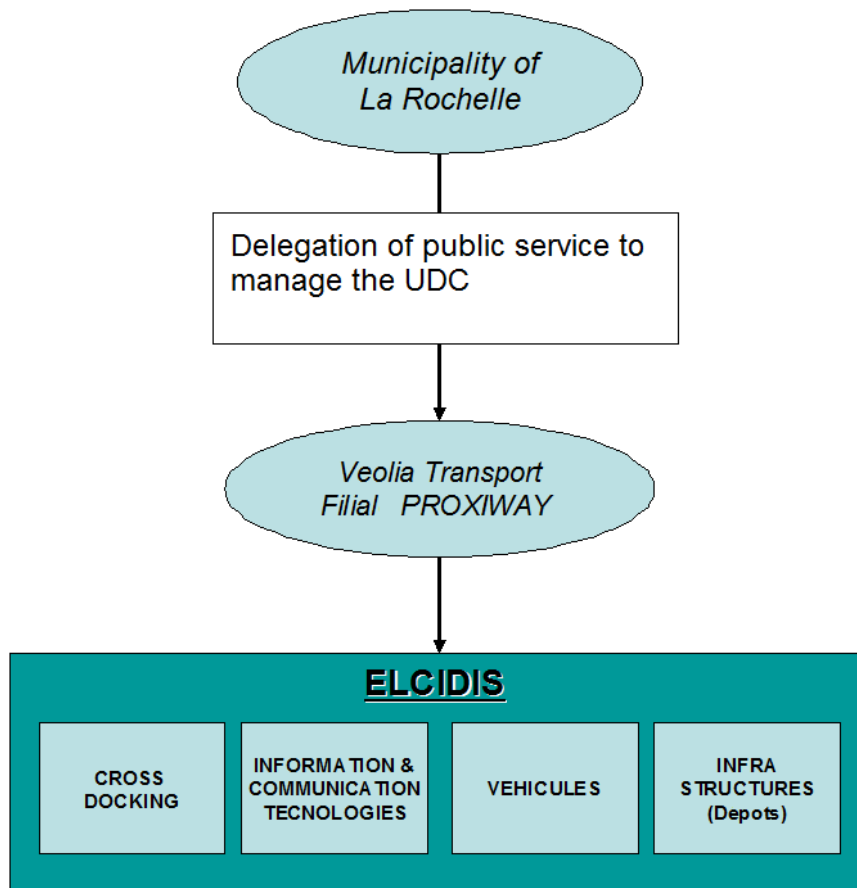 Municipality of
La Rochelle
Delegation of public service to
manage the UDC
Veolia Transport
Filial PROXIWAY
ELCIDIS
CROSS
DOCKING
INFORMATION &
COMMUNICATION
TECNOLOGIES
VEHICULES
INFRA
STRUCTURES
(Depots)